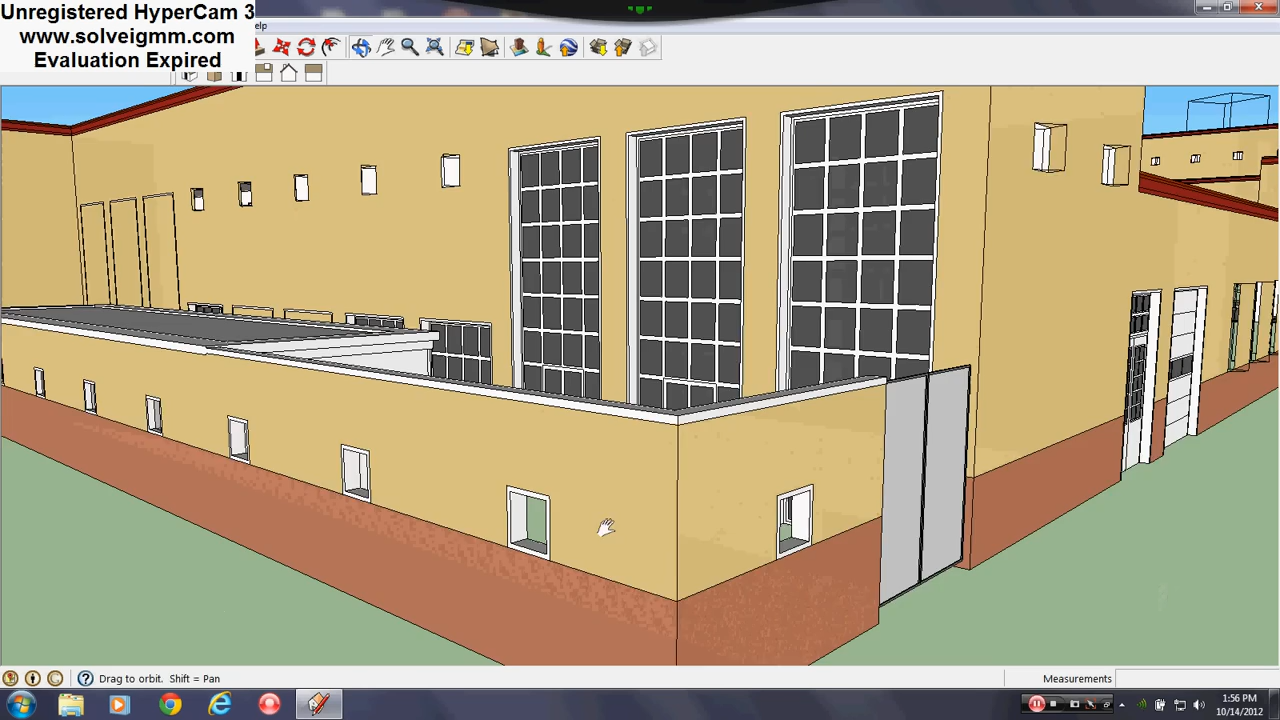 Unregistered HyperCam 3
www.solveigmm.com
Evaluation Expired
elp
Drag to orbit. Shift = Pan
Measurements
1:56 PM
10/14/2012